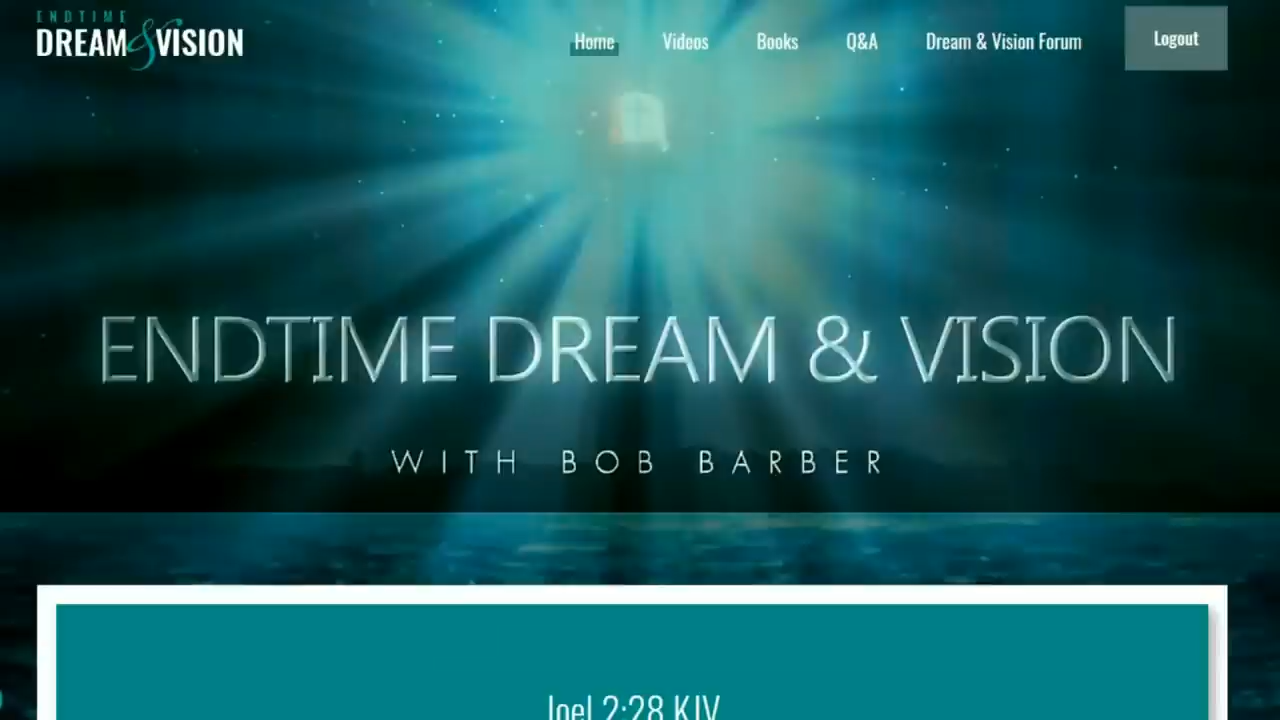 ENDTIME
DREAM & VISION
Home
Videos
Books
Q&A
Dream & Vision Forum
Logout
ENDTIME DREAM & VISION
WITH BOB BARBER
Joel 2:28 KJV